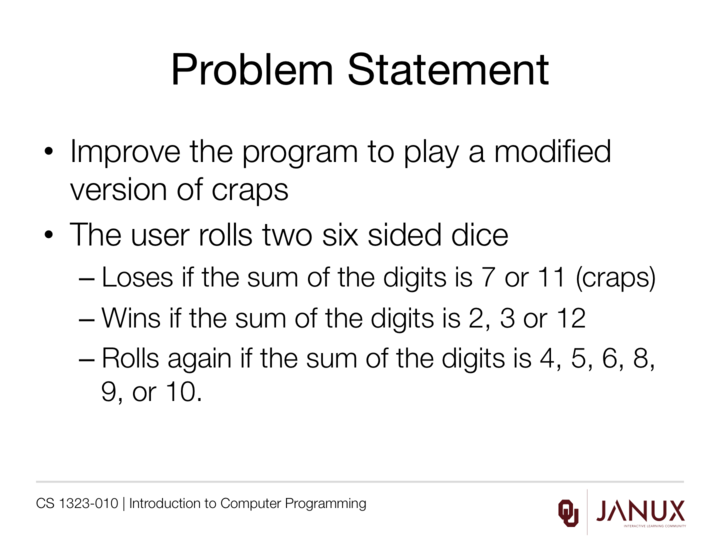 Problem Statement
• Improve the program to play a modified
version of craps
• The user rolls two six sided dice
– Loses if the sum of the digits is 7 or 11 (craps)
– Wins if the sum of the digits is 2, 3 or 12
– Rolls again if the sum of the digits is 4, 5, 6, 8,
9, or 10.
CS 1323-010 | Introduction to Computer Programming
OU
JANUX
INTERACTIVE LEARNING COMMUNITY